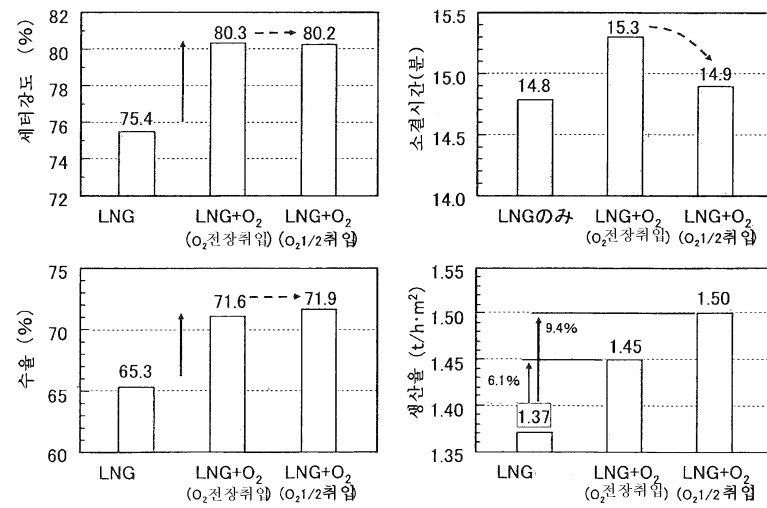 세터강도 (%)
82
80
78
76
74
72
75.4
80.3
80.2
LNG
LNG+O₂
(O₂전장취입)
LNG+O₂
(O₂1/2취입)
소결시간(분)
15.5
15.0
14.5
14.0
14.8
15.3
14.9
LNGのみ
LNG+O₂
(O₂전장취입)
LNG+O₂
(O₂1/2취입)
수율 (%)
75
70
65
60
65.3
71.6
71.9
LNG
LNG+O₂
(O₂전장취입)
LNG+O₂
(O₂1/2취입)
생산율 (t/h·m²)
1.55
1.50
1.45
1.40
1.35
6.1%
9.4%
1.37
1.45
1.50
LNG
LNG+O₂
(O₂전장취입)
LNG+O₂
(O₂1/2취입)